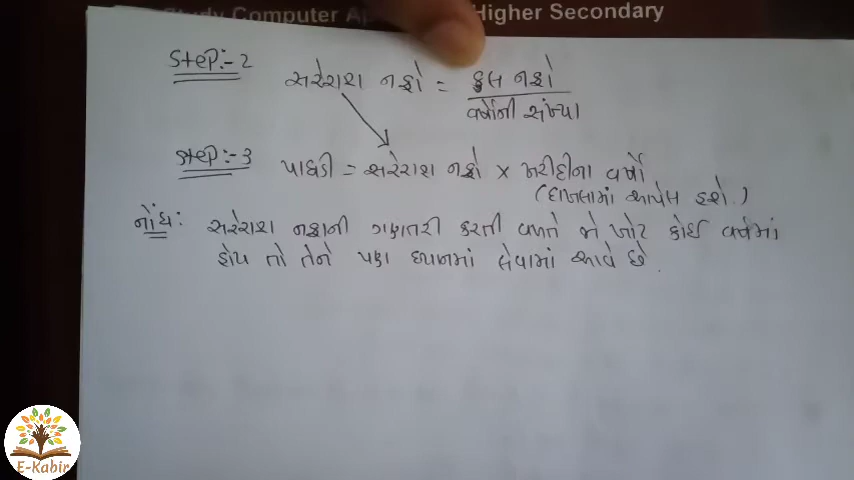 Study Computer Ap Higher Secondary
Step:-2
સરેરાશ નફો = કુલ નફો
વર્ષોની સંખ્યા
Step:-3 પાઘડી = સરેરાશ નફો × ખરીદીના વર્ષો
(દાખલામાં આપેલ હશે.)
નોંધ: સરેરાશ નફાની ગણતરી કરતી વખતે જો ખોટ કોઈ વર્ષમાં
હોય તો તેને પણ ધ્યાનમાં લેવામાં આવે છે.
E-Kabir